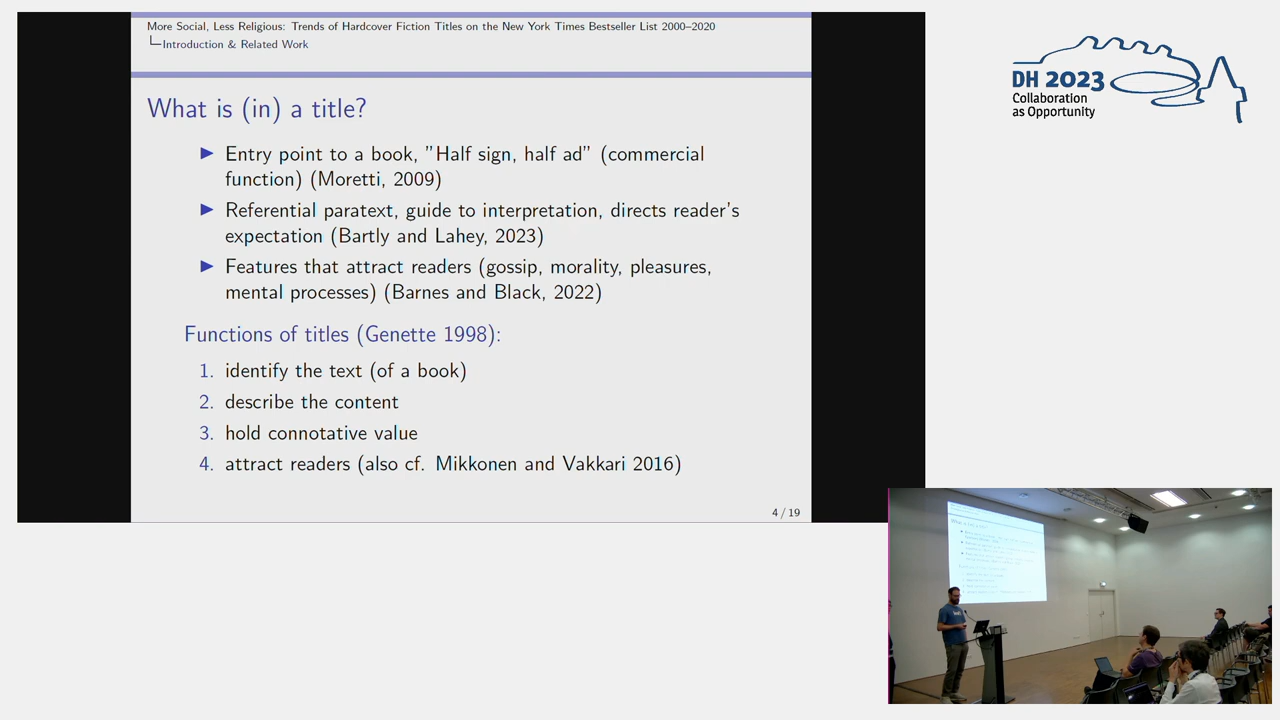 More Social, Less Religious: Trends of Hardcover Fiction Titles on the New York Times Bestseller List 2000–2020
Introduction & Related Work
What is (in) a title?
Entry point to a book, "Half sign, half ad" (commercial
function) (Moretti, 2009)
Referential paratext, guide to interpretation, directs reader's
expectation (Bartly and Lahey, 2023)
Features that attract readers (gossip, morality, pleasures,
mental processes) (Barnes and Black, 2022)
Functions of titles (Genette 1998):
1. identify the text (of a book)
2. describe the content
3. hold connotative value
4. attract readers (also cf. Mikkonen and Vakkari 2016)
4 / 19
DH 2023
Collaboration
as Opportunity